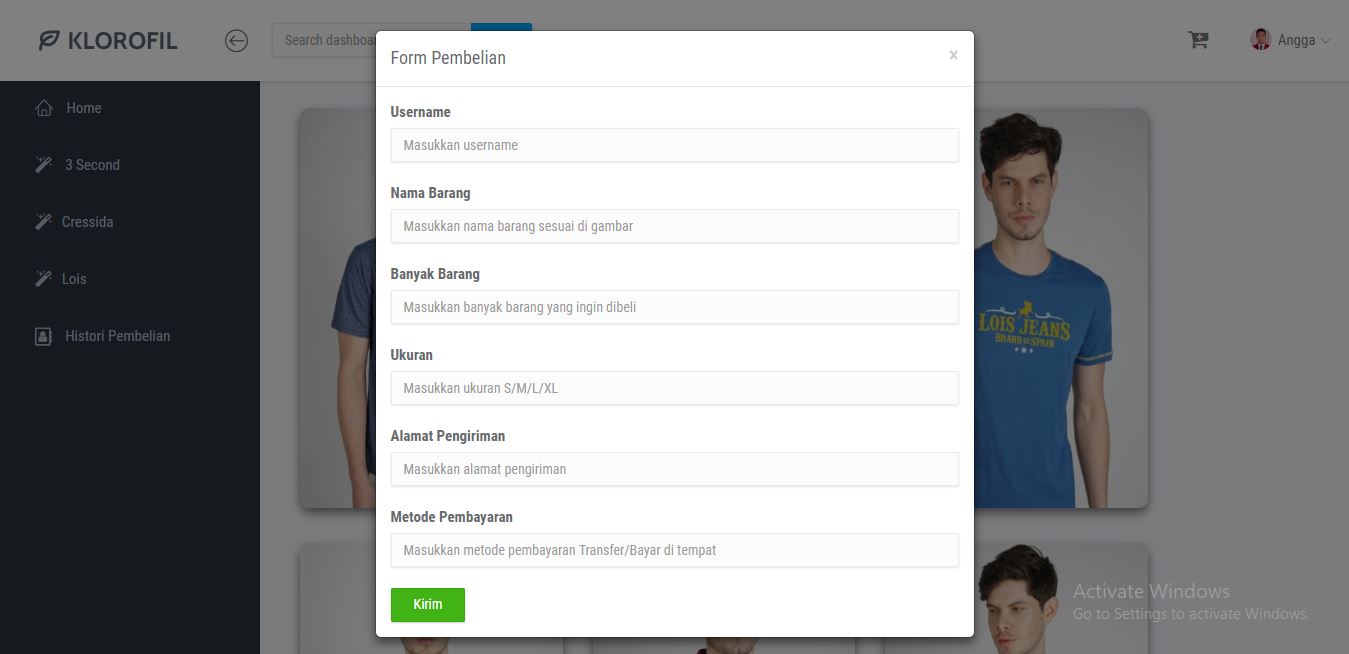 KLOROFIL
Search dashboa
Angga
Home
3 Second
Cressida
Lois
Histori Pembelian
Form Pembelian
×
Username
Masukkan username
Nama Barang
Masukkan nama barang sesuai di gambar
Banyak Barang
Masukkan banyak barang yang ingin dibeli
Ukuran
Masukkan ukuran S/M/L/XL
Alamat Pengiriman
Masukkan alamat pengiriman
Metode Pembayaran
Masukkan metode pembayaran Transfer/Bayar di tempat
Kirim
LOIS JEANS
BRAND OF SPAIN
Activate Windows
Go to Settings to activate Windows.